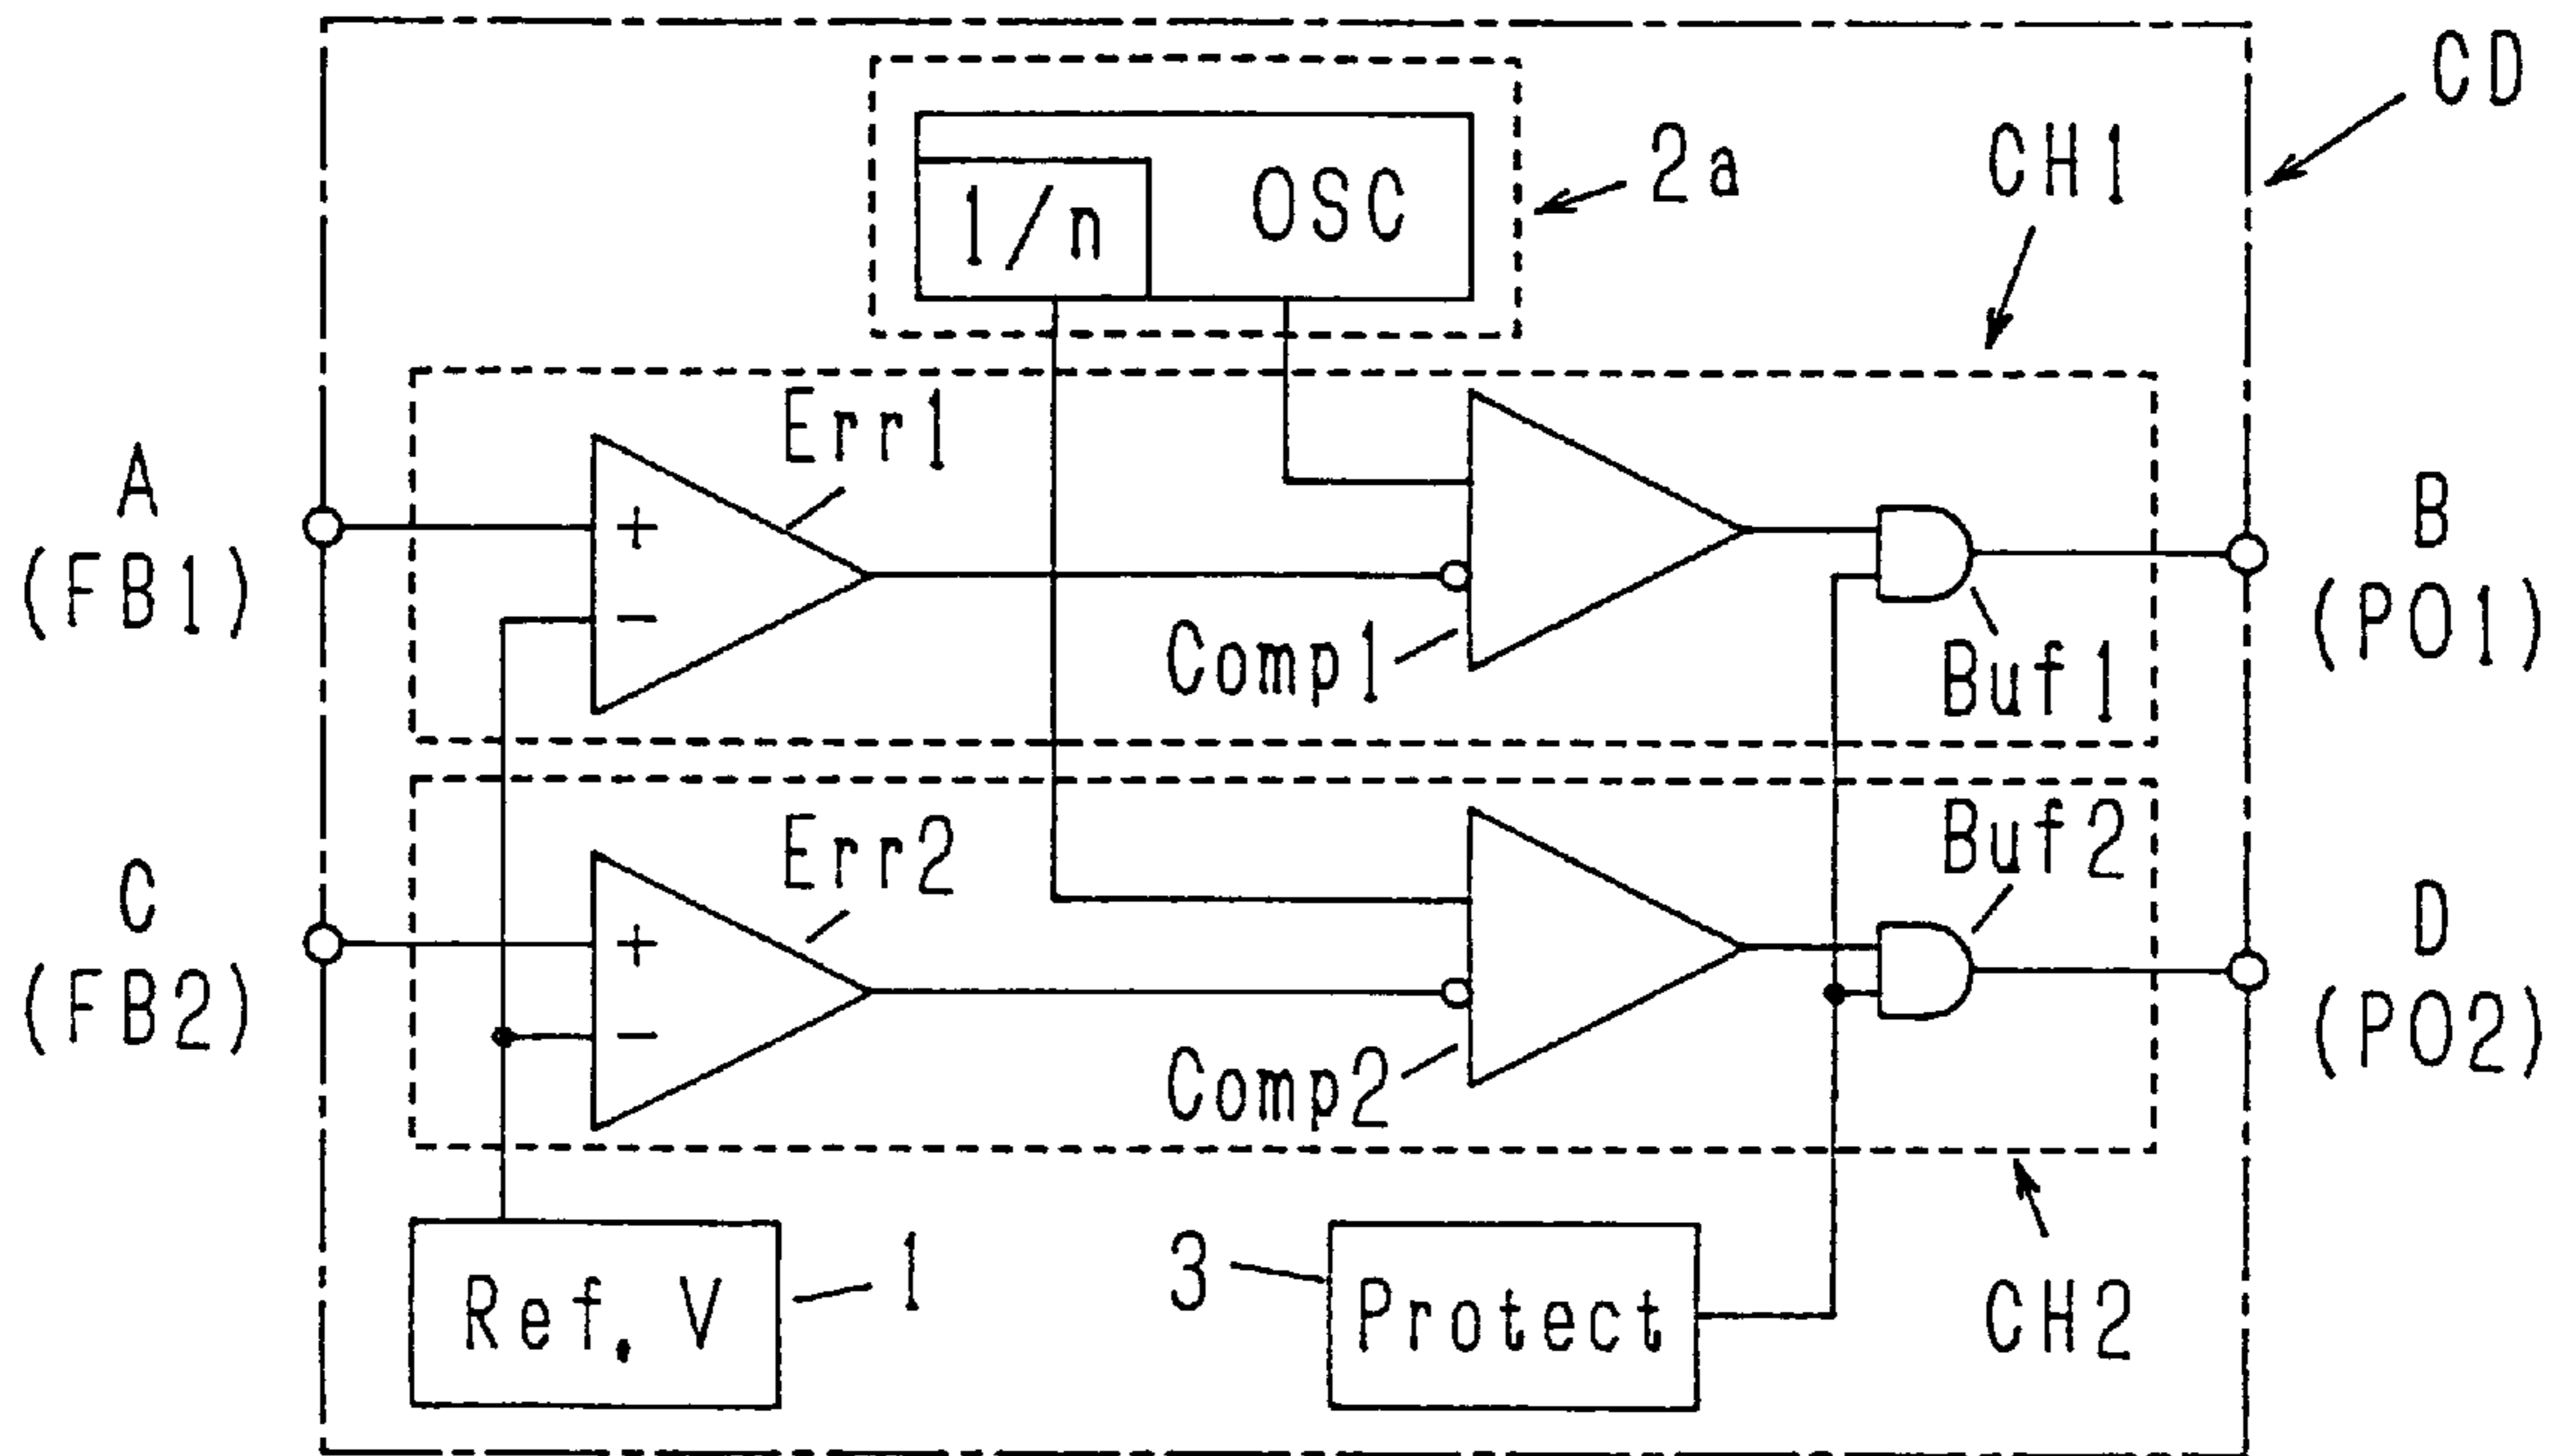 CD
2a
CH1
1/n
OSC
Err1
A
(FB1)
+
-
Comp1
Buf1
B
(PO1)
Err2
C
(FB2)
+
-
Comp2
Buf2
D
(PO2)
Ref. V
1
3
Protect
CH2